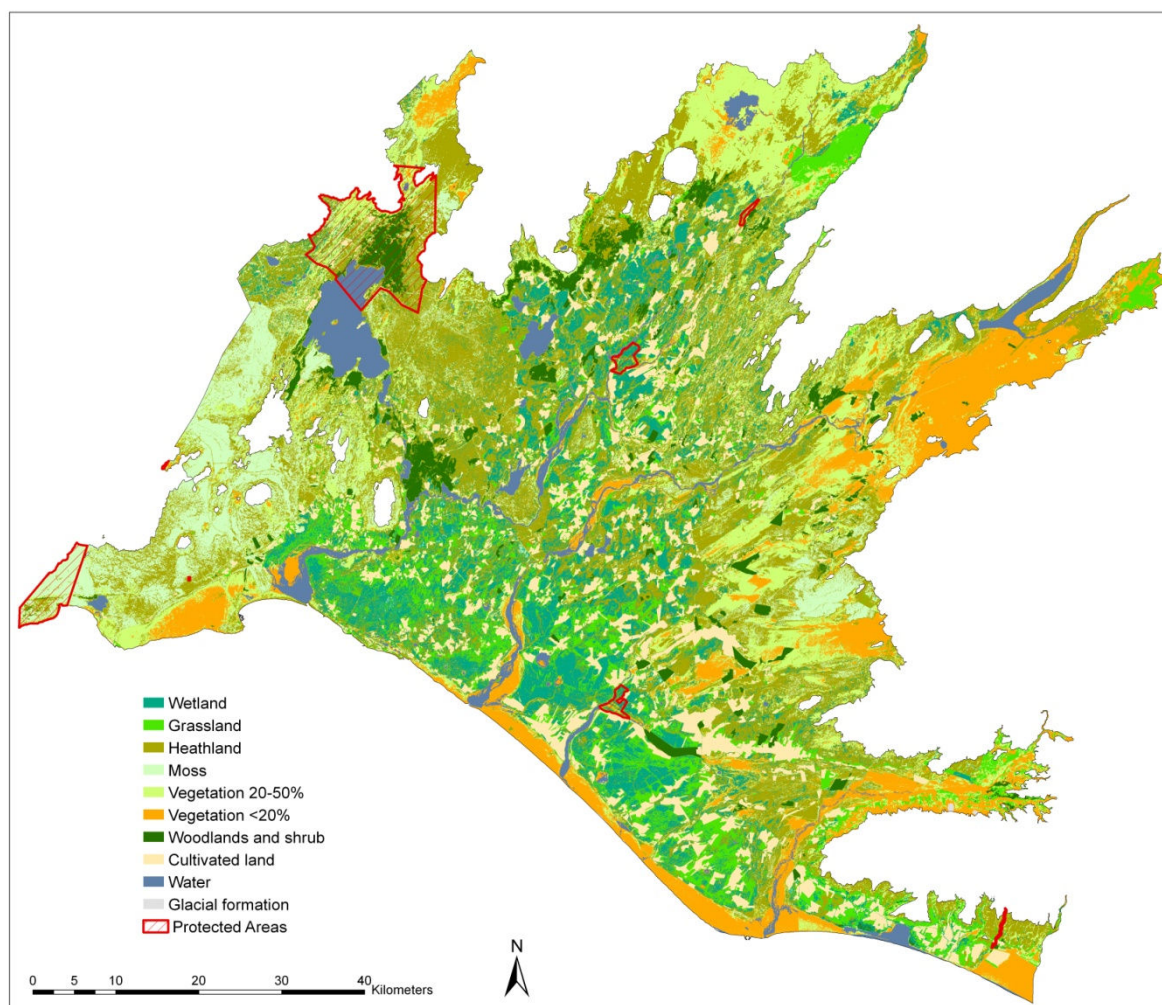 Wetland
Grassland
Heathland
Moss
Vegetation 20-50%
Vegetation <20%
Woodlands and shrub
Cultivated land
Water
Glacial formation
Protected Areas
N
0 5 10 20 30 40
Kilometers